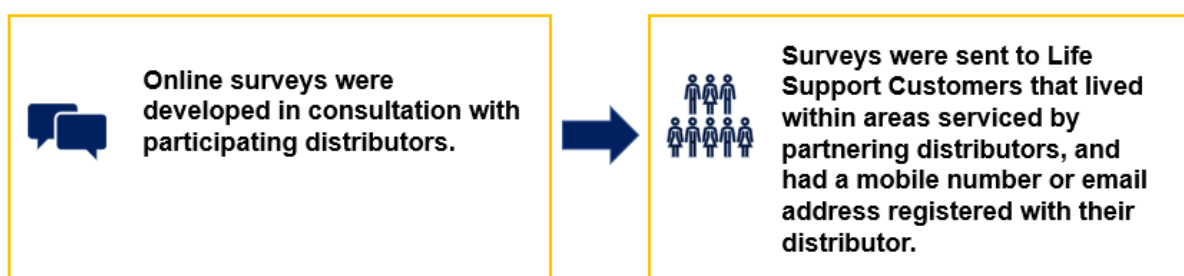 Online surveys were
developed in consultation with
participating distributors.
Surveys were sent to Life
Support Customers that lived
within areas serviced by
partnering distributors, and
had a mobile number or email
address registered with their
distributor.